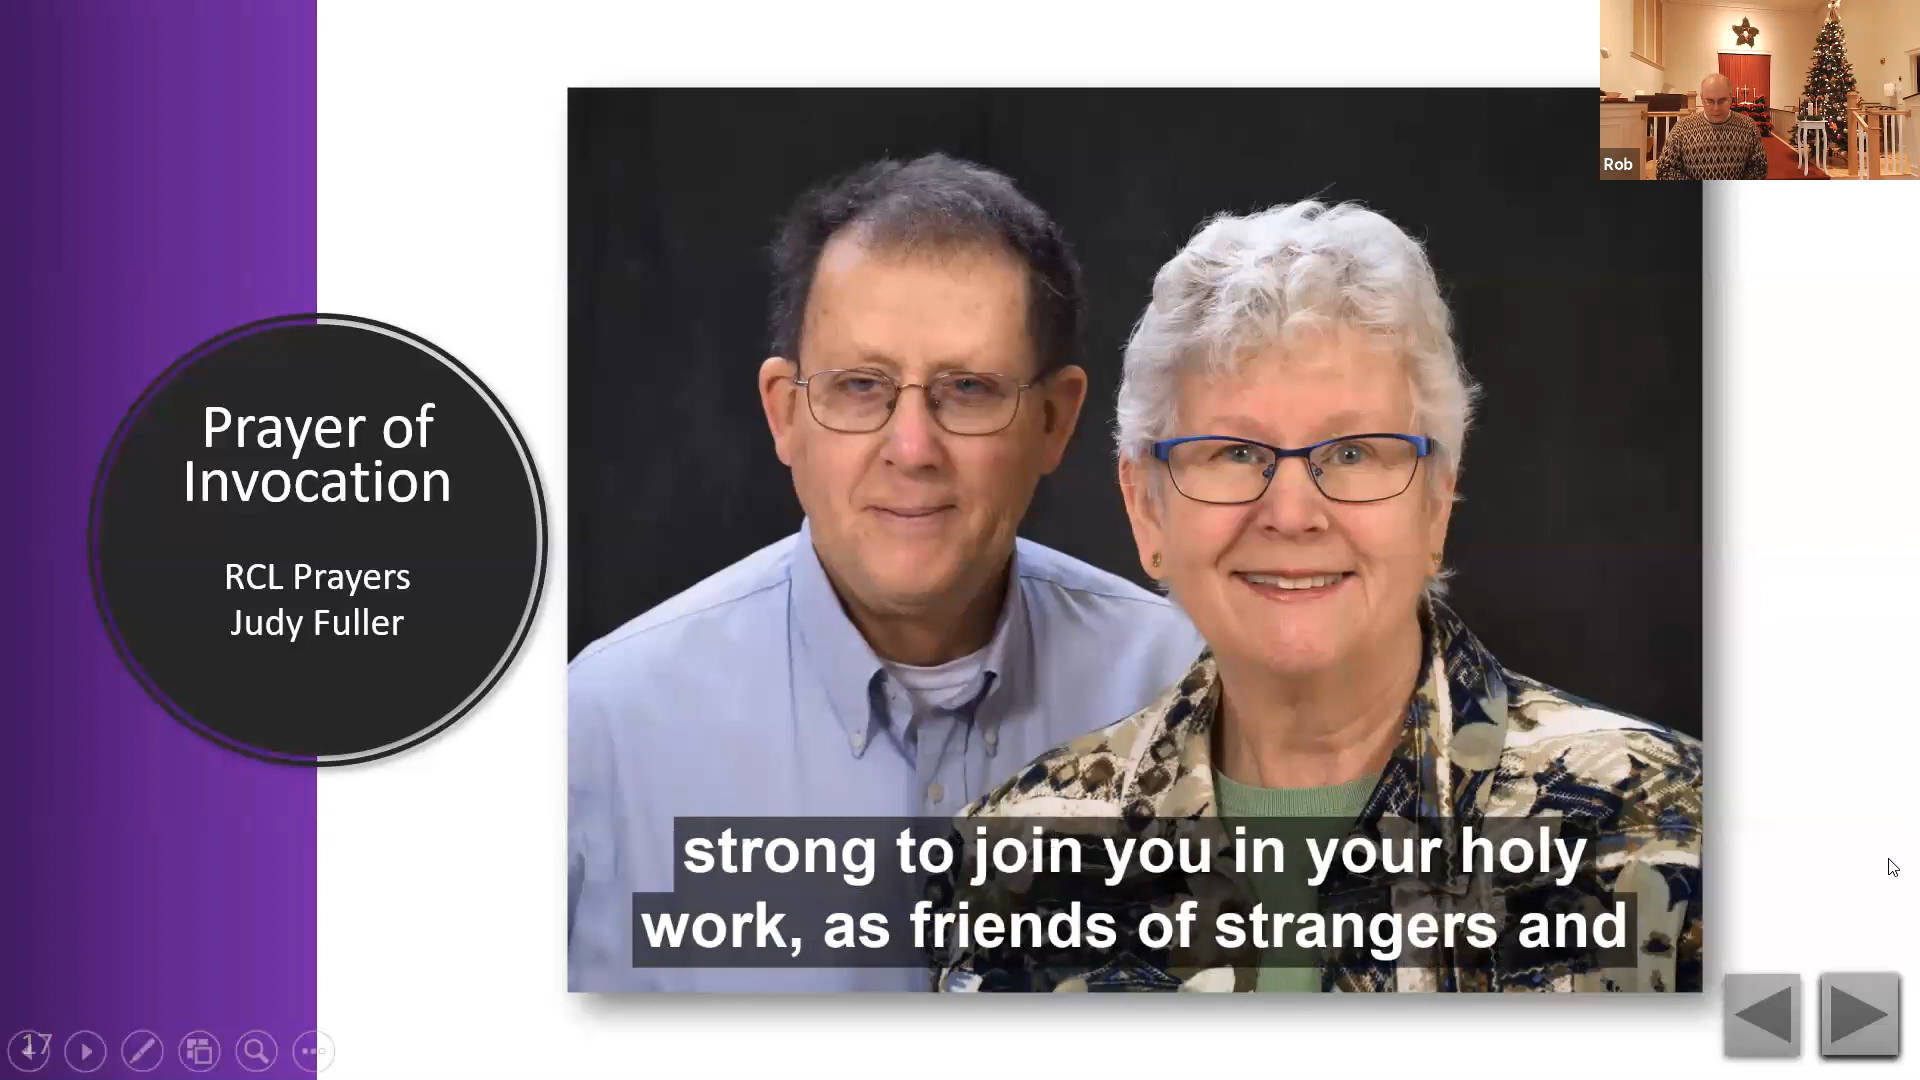 Prayer of
Invocation
RCL Prayers
Judy Fuller
strong to join you in your holy
work, as friends of strangers and
Rob
17